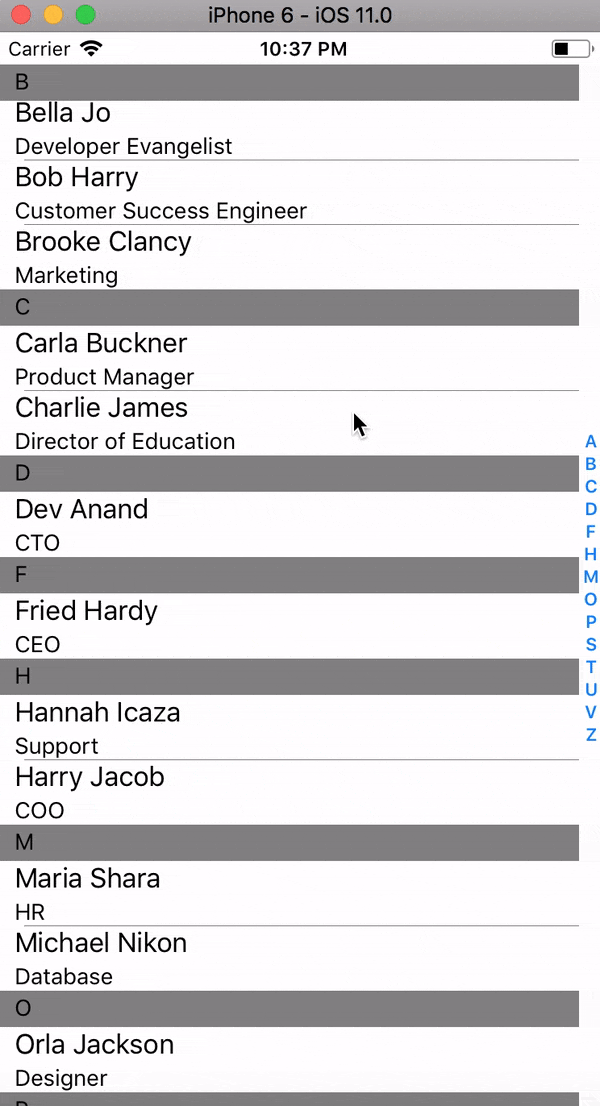 iPhone 6 - iOS 11.0
Carrier 10:37 PM
B
Bella Jo
Developer Evangelist
Bob Harry
Customer Success Engineer
Brooke Clancy
Marketing
C
Carla Buckner
Product Manager
Charlie James
Director of Education
D
Dev Anand
CTO
F
Fried Hardy
CEO
H
Hannah Icaza
Support
Harry Jacob
COO
M
Maria Shara
HR
Michael Nikon
Database
O
Orla Jackson
Designer
A
B
C
D
F
H
M
O
P
S
T
U
V
Z